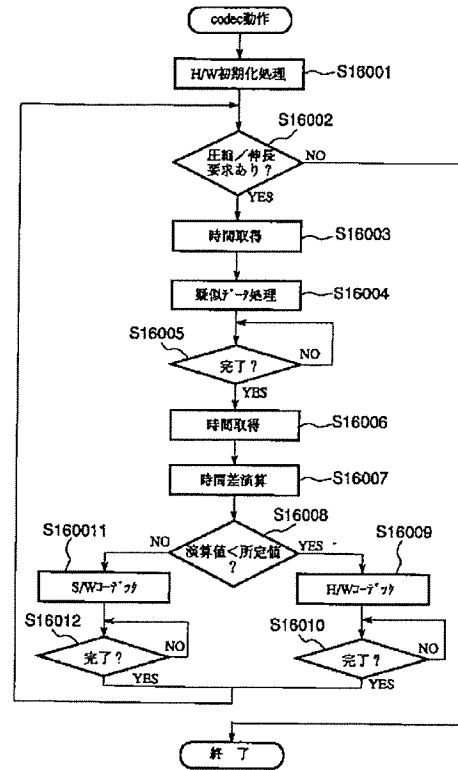 codec動作
H/W初期化処理
S16001
S16002
圧縮／伸長
要求あり？
NO
YES
時間取得
S16003
疑似ﾃﾞｰﾀ処理
S16004
S16005
完了？
NO
YES
時間取得
S16006
時間差演算
S16007
S16008
演算値＜所定値
？
NO
YES
S160011
S16009
S/Wｺｰﾃﾞｯｸ
H/Wｺｰﾃﾞｯｸ
S16012
S16010
完了？
NO
YES
完了？
NO
YES
終了